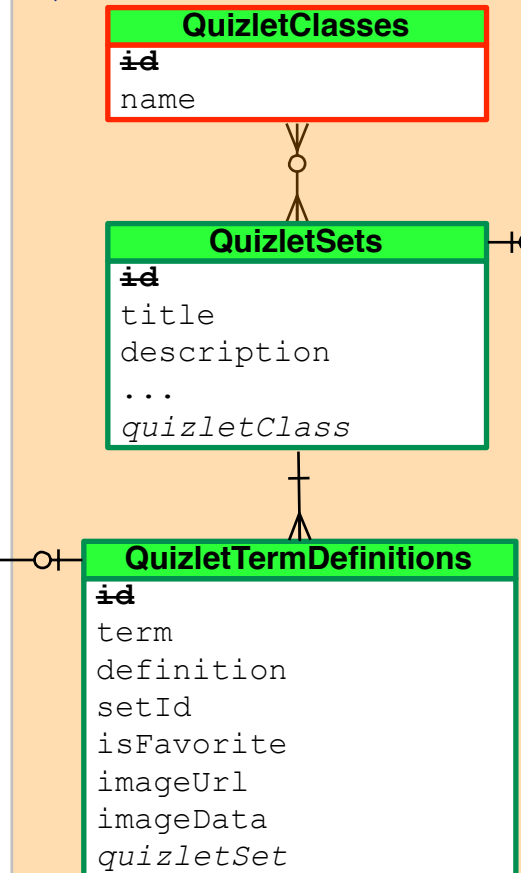 QuizletClasses
id
name
QuizletSets
id
title
description
...
quizletClass
QuizletTermDefinitions
id
term
definition
setId
isFavorite
imageUrl
imageData
quizletSet